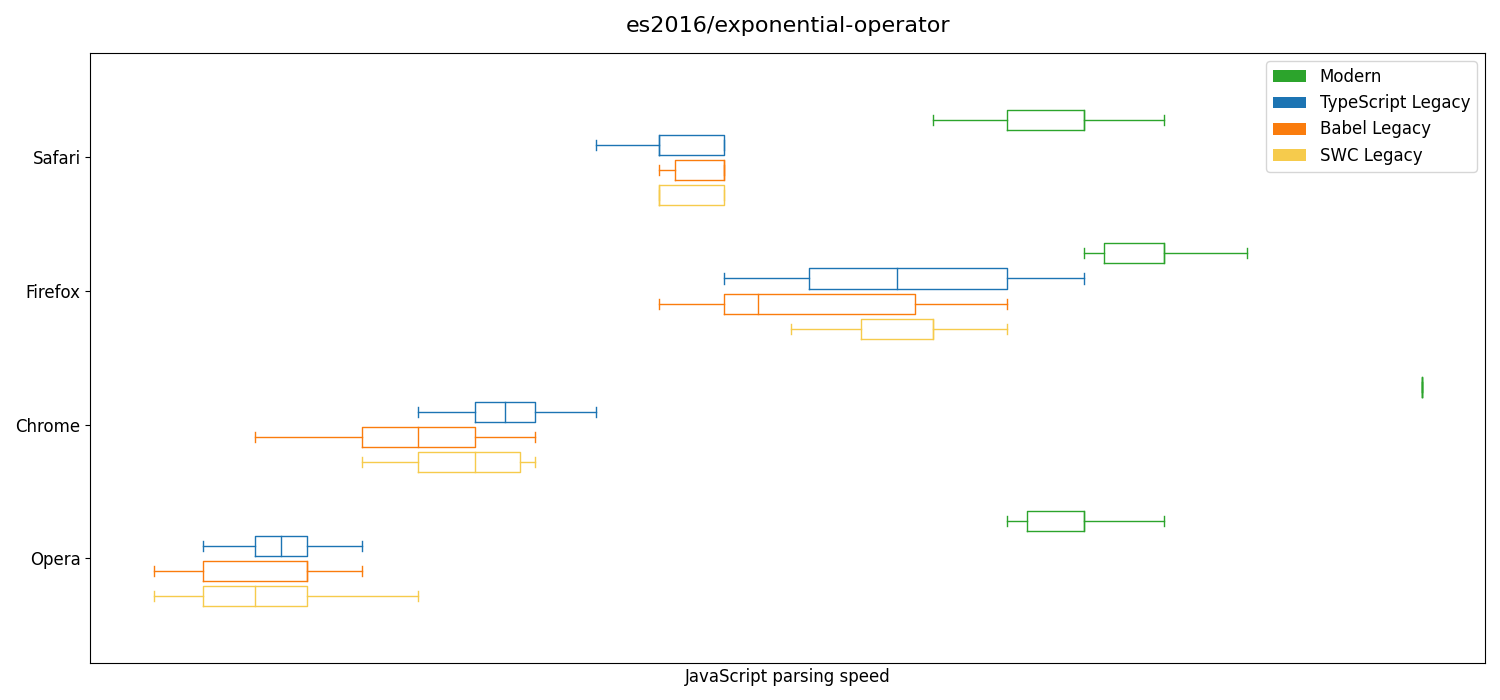 es2016/exponential-operator
Modern
TypeScript Legacy
Babel Legacy
SWC Legacy
Safari
Firefox
Chrome
Opera
JavaScript parsing speed